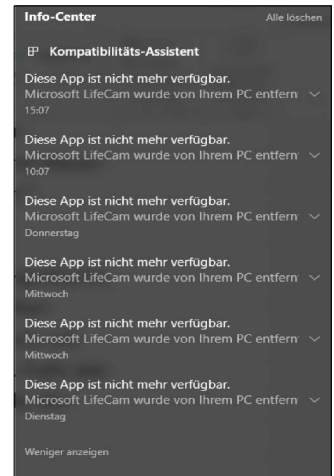 Info-Center
Alle löschen
Kompatibilitäts-Assistent
Diese App ist nicht mehr verfügbar.
Microsoft LifeCam wurde von Ihrem PC entfern
15:07
Diese App ist nicht mehr verfügbar.
Microsoft LifeCam wurde von Ihrem PC entfern
10:07
Diese App ist nicht mehr verfügbar.
Microsoft LifeCam wurde von Ihrem PC entfern
Donnerstag
Diese App ist nicht mehr verfügbar.
Microsoft LifeCam wurde von Ihrem PC entfern
Mittwoch
Diese App ist nicht mehr verfügbar.
Microsoft LifeCam wurde von Ihrem PC entfern
Mittwoch
Diese App ist nicht mehr verfügbar.
Microsoft LifeCam wurde von Ihrem PC entfern
Dienstag
Weniger anzeigen